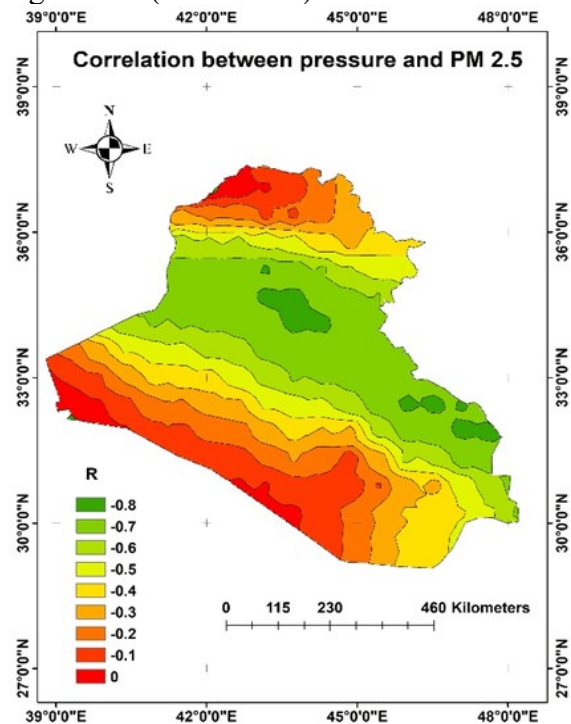 39°0'0"E 42°0'0"E 45°0'0"E 48°0'0"E
Correlation between pressure and PM 2.5
N
W E
S
39°0'0"N 39°0'0"N
36°0'0"N 36°0'0"N
33°0'0"N 33°0'0"N
30°0'0"N 30°0'0"N
27°0'0"N 27°0'0"N
R
-0.8
-0.7
-0.6
-0.5
-0.4
-0.3
-0.2
-0.1
0
0 115 230 460 Kilometers
39°0'0"E 42°0'0"E 45°0'0"E 48°0'0"E